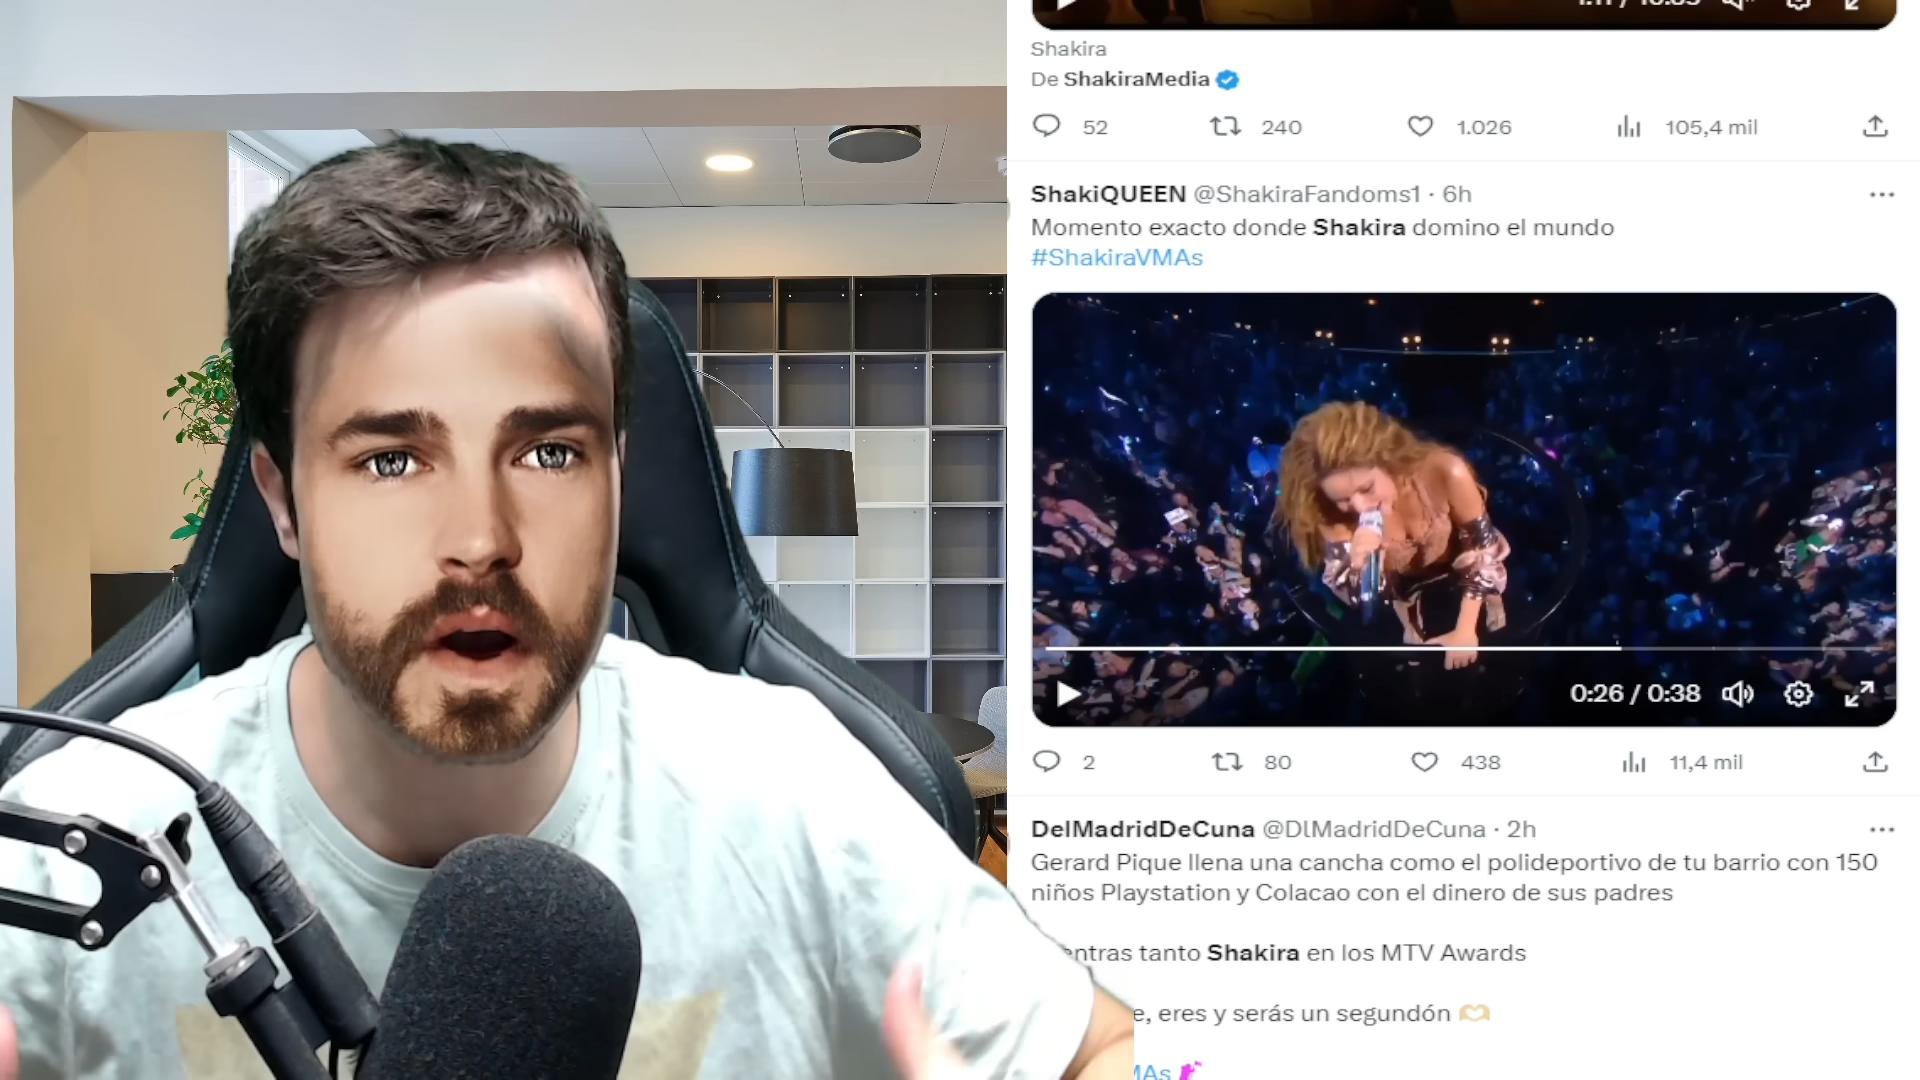 Shakira
De ShakiraMedia
52 240 1.026 105,4 mil
ShakiQUEEN @ShakiraFandoms1 · 6h
Momento exacto donde Shakira domino el mundo
#ShakiraVMAs
0:26 / 0:38
2 80 438 11,4 mil
DelMadridDeCuna @DlMadridDeCuna · 2h
Gerard Pique llena una cancha como el polideportivo de tu barrio con 150
niños Playstation y Colacao con el dinero de sus padres
entras tanto Shakira en los MTV Awards
e, eres y serás un segundón 🫶🏼
MAs